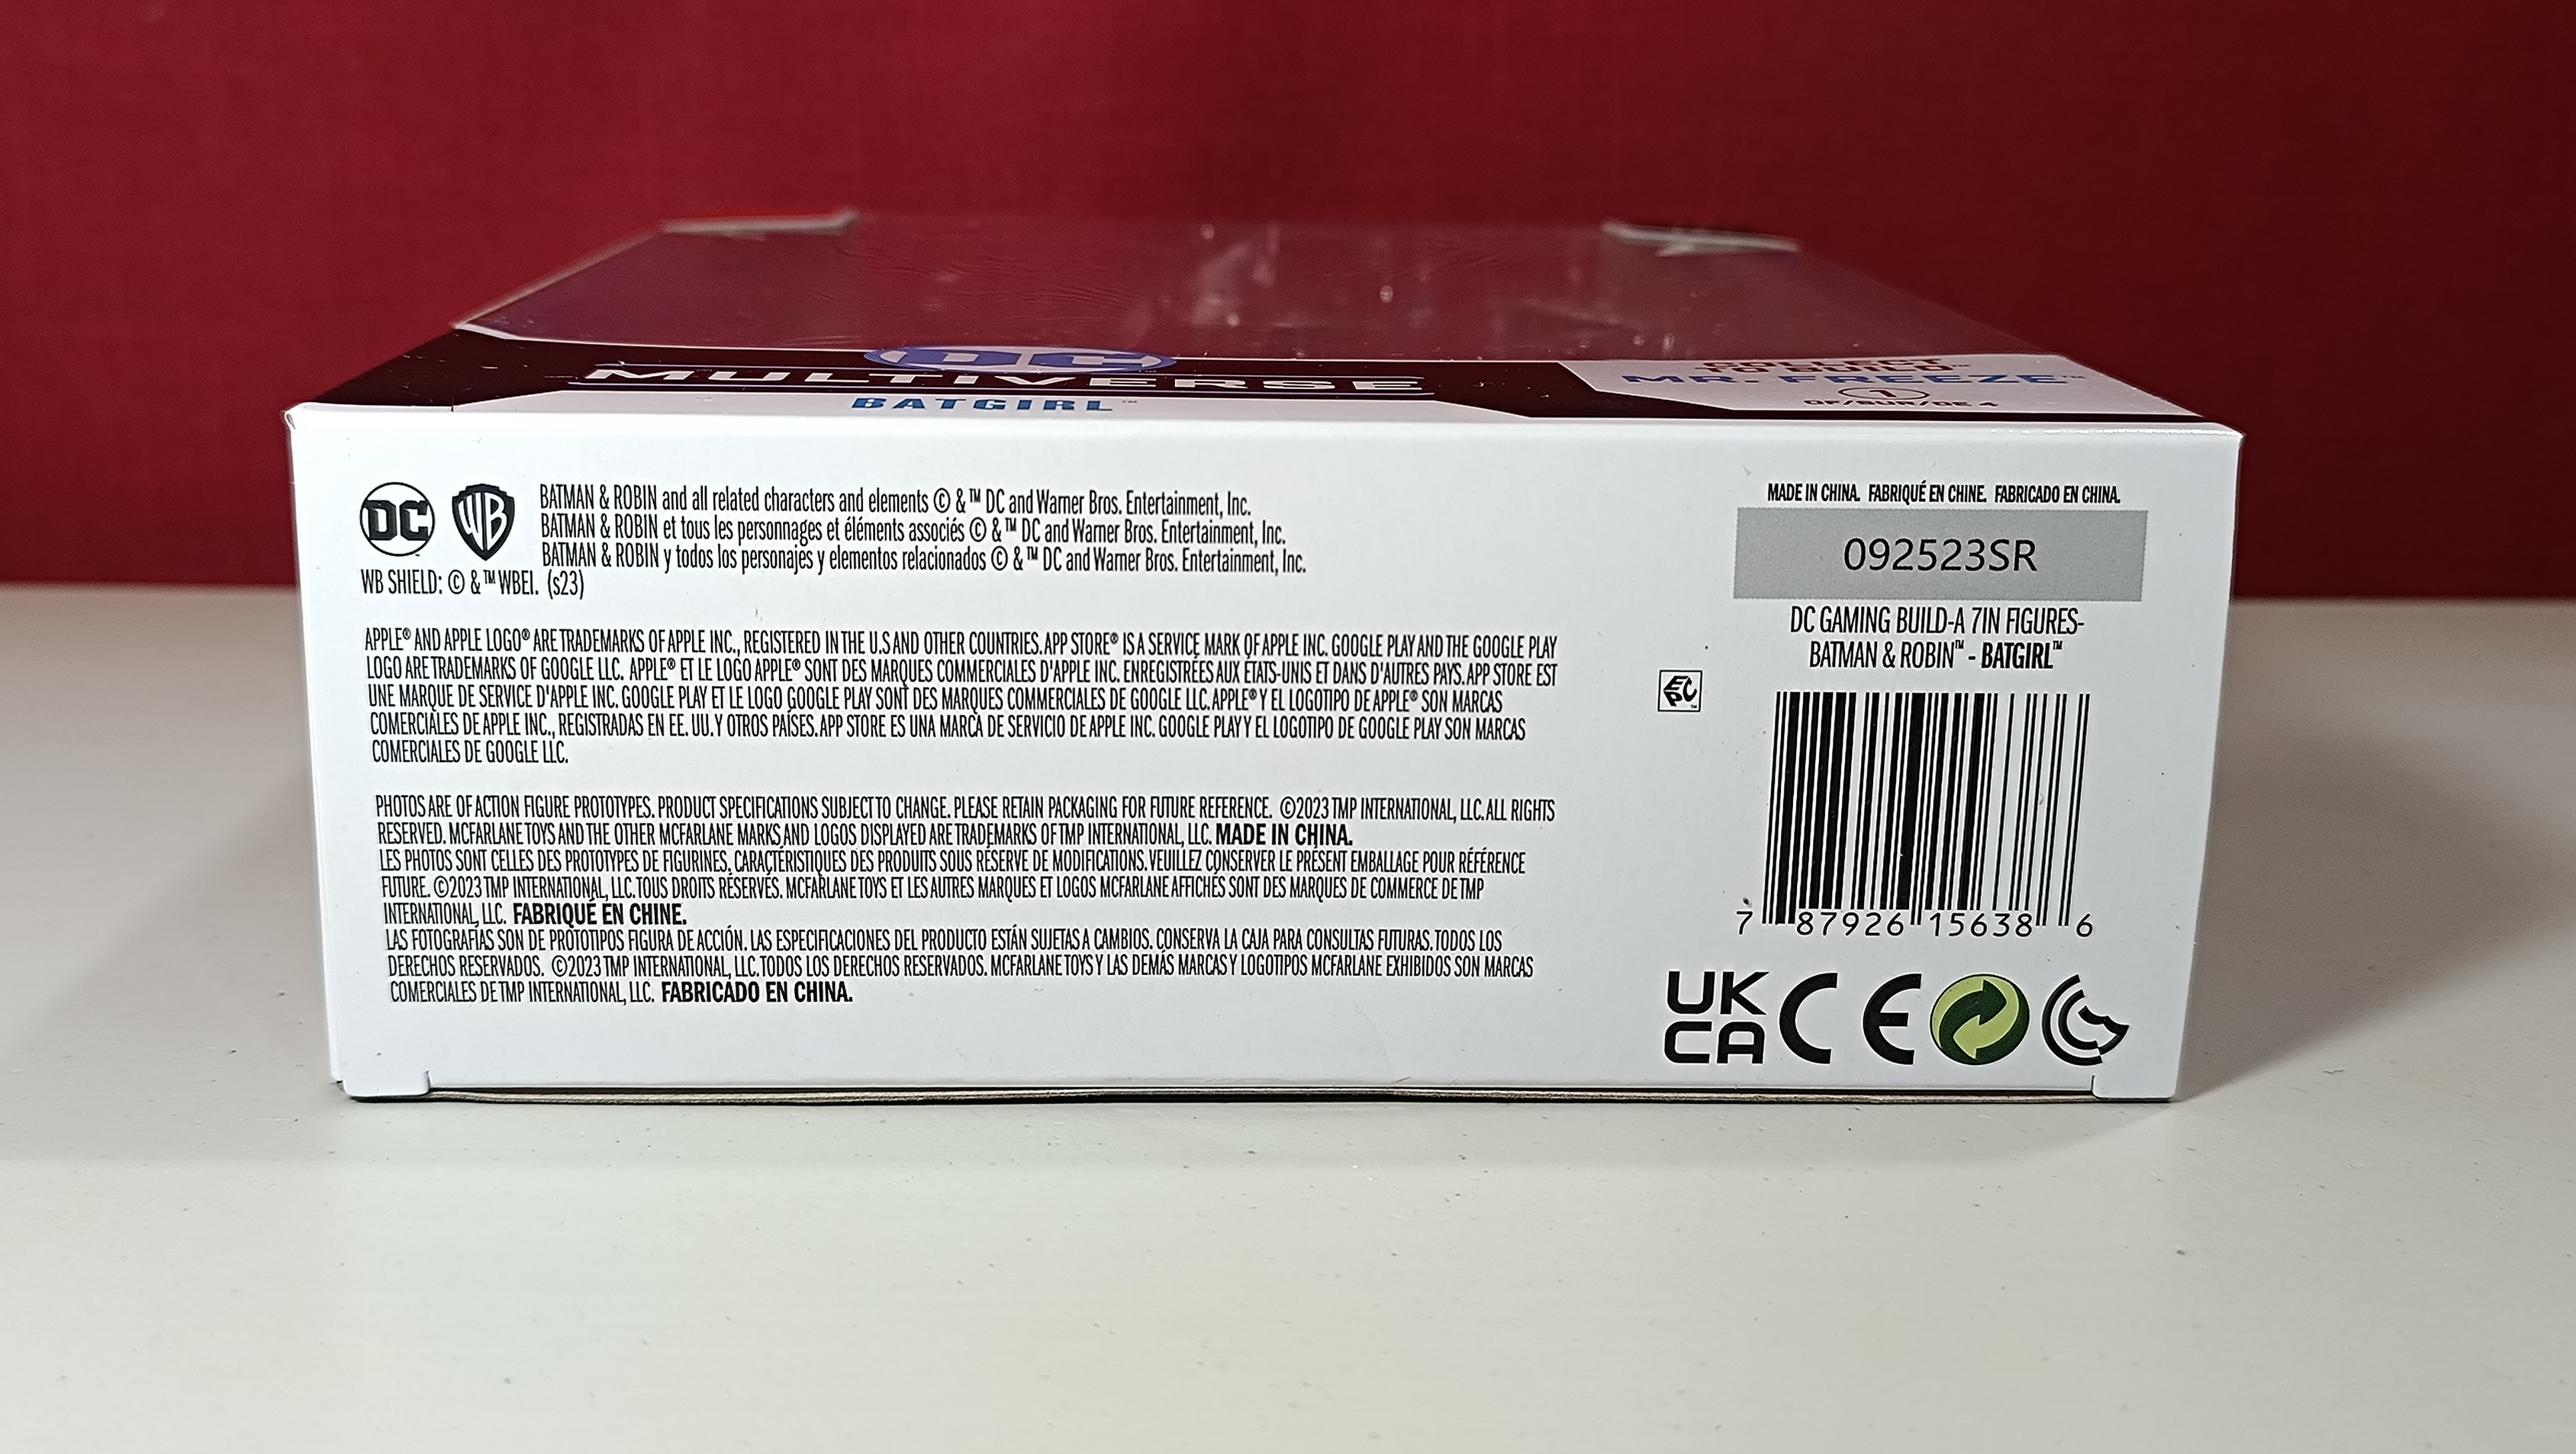 DC
MULTIVERSE
BATGIRL™
COLLECT
TO BUILD™
MR. FREEZE™
1
OF/SUR/DE 4
DC WB
BATMAN & ROBIN and all related characters and elements © & ™ DC and Warner Bros. Entertainment, Inc.
BATMAN & ROBIN et tous les personnages et éléments associés © & ™ DC and Warner Bros. Entertainment, Inc.
BATMAN & ROBIN y todos los personajes y elementos relacionados © & ™ DC and Warner Bros. Entertainment, Inc.
WB SHIELD: © & ™ WBEI. (s23)
APPLE® AND APPLE LOGO® ARE TRADEMARKS OF APPLE INC., REGISTERED IN THE U.S AND OTHER COUNTRIES. APP STORE® IS A SERVICE MARK OF APPLE INC. GOOGLE PLAY AND THE GOOGLE PLAY
LOGO ARE TRADEMARKS OF GOOGLE LLC. APPLE® ET LE LOGO APPLE® SONT DES MARQUES COMMERCIALES D'APPLE INC. ENREGISTRÉES AUX ÉTATS-UNIS ET DANS D'AUTRES PAYS. APP STORE EST
UNE MARQUE DE SERVICE D'APPLE INC. GOOGLE PLAY ET LE LOGO GOOGLE PLAY SONT DES MARQUES COMMERCIALES DE GOOGLE LLC. APPLE® Y EL LOGOTIPO DE APPLE® SON MARCAS
COMERCIALES DE APPLE INC., REGISTRADAS EN EE. UU. Y OTROS PAÍSES. APP STORE ES UNA MARCA DE SERVICIO DE APPLE INC. GOOGLE PLAY Y EL LOGOTIPO DE GOOGLE PLAY SON MARCAS
COMERCIALES DE GOOGLE LLC.
PHOTOS ARE OF ACTION FIGURE PROTOTYPES. PRODUCT SPECIFICATIONS SUBJECT TO CHANGE. PLEASE RETAIN PACKAGING FOR FUTURE REFERENCE. ©2023 TMP INTERNATIONAL, LLC. ALL RIGHTS
RESERVED. MCFARLANE TOYS AND THE OTHER MCFARLANE MARKS AND LOGOS DISPLAYED ARE TRADEMARKS OF TMP INTERNATIONAL, LLC. MADE IN CHINA.
LES PHOTOS SONT CELLES DES PROTOTYPES DE FIGURINES. CARACTÉRISTIQUES DES PRODUITS SOUS RÉSERVE DE MODIFICATIONS. VEUILLEZ CONSERVER LE PRÉSENT EMBALLAGE POUR RÉFÉRENCE
FUTURE. ©2023 TMP INTERNATIONAL, LLC. TOUS DROITS RÉSERVÉS. MCFARLANE TOYS ET LES AUTRES MARQUES ET LOGOS MCFARLANE AFFICHÉS SONT DES MARQUES DE COMMERCE DE TMP
INTERNATIONAL, LLC. FABRIQUÉ EN CHINE.
LAS FOTOGRAFÍAS SON DE PROTOTIPOS FIGURA DE ACCIÓN. LAS ESPECIFICACIONES DEL PRODUCTO ESTÁN SUJETAS A CAMBIOS. CONSERVA LA CAJA PARA CONSULTAS FUTURAS. TODOS LOS
DERECHOS RESERVADOS. ©2023 TMP INTERNATIONAL, LLC. TODOS LOS DERECHOS RESERVADOS. MCFARLANE TOYS Y LAS DEMÁS MARCAS Y LOGOTIPOS MCFARLANE EXHIBIDOS SON MARCAS
COMERCIALES DE TMP INTERNATIONAL, LLC. FABRICADO EN CHINA.
MADE IN CHINA. FABRIQUÉ EN CHINE. FABRICADO EN CHINA.
092523SR
DC GAMING BUILD-A 7IN FIGURES-
BATMAN & ROBIN™ - BATGIRL™
7 87926 15638 6
UK
CA CE